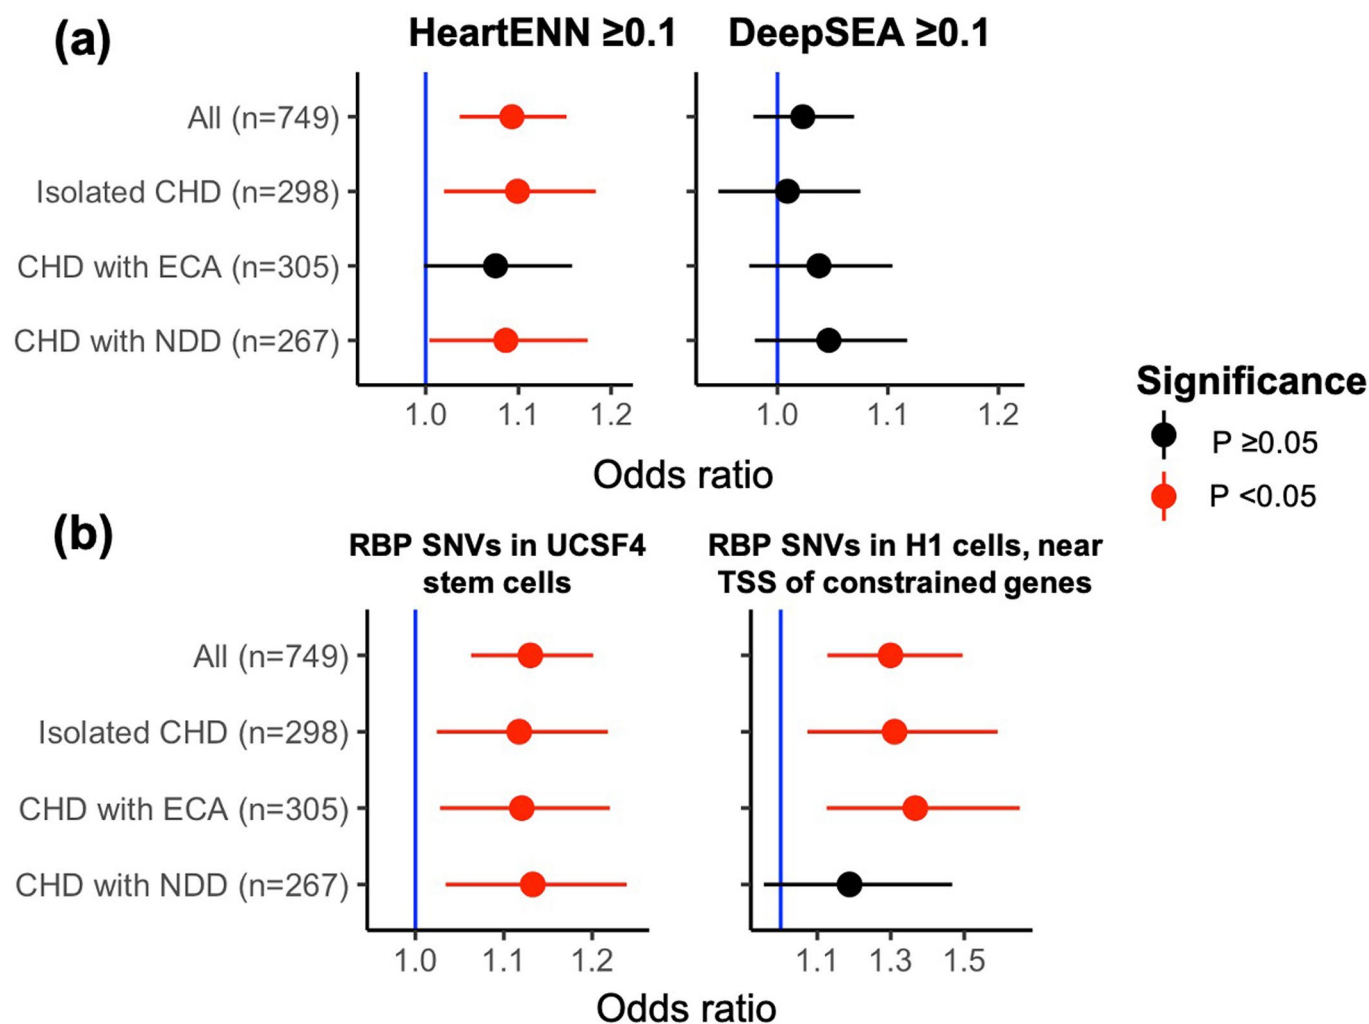 (a)
HeartENN ≥0.1
DeepSEA ≥0.1
All (n=749)
Isolated CHD (n=298)
CHD with ECA (n=305)
CHD with NDD (n=267)
1.0 1.1 1.2
1.0 1.1 1.2
Odds ratio
Significance
P ≥0.05
P <0.05
(b)
RBP SNVs in UCSF4
stem cells
RBP SNVs in H1 cells, near
TSS of constrained genes
All (n=749)
Isolated CHD (n=298)
CHD with ECA (n=305)
CHD with NDD (n=267)
1.0 1.1 1.2
1.1 1.3 1.5
Odds ratio